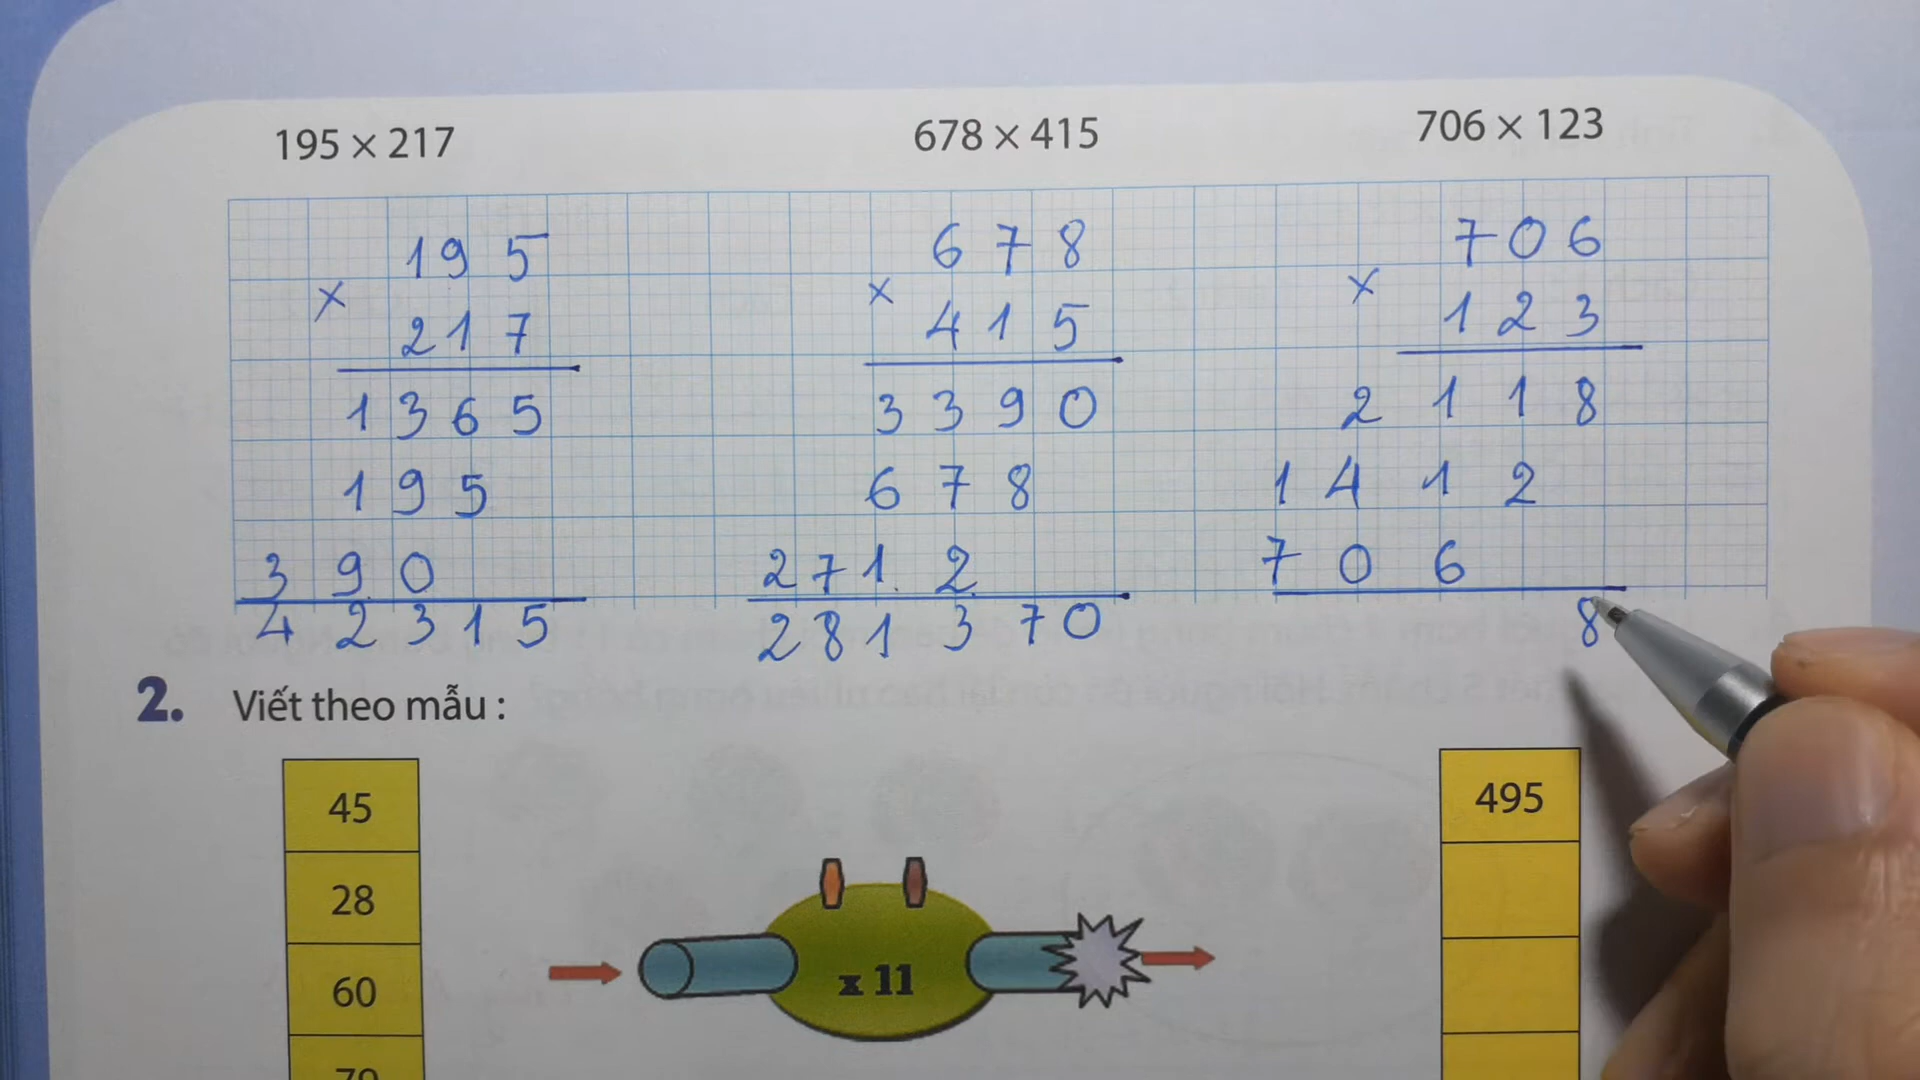 195 × 217 678 × 415 706 × 123
195 678 706
× × ×
217 415 123
1365 3390 2118
195 678 1412
390 2712 706
42315 281370 8
2. Viết theo mẫu :
45 495
28
x 11
60